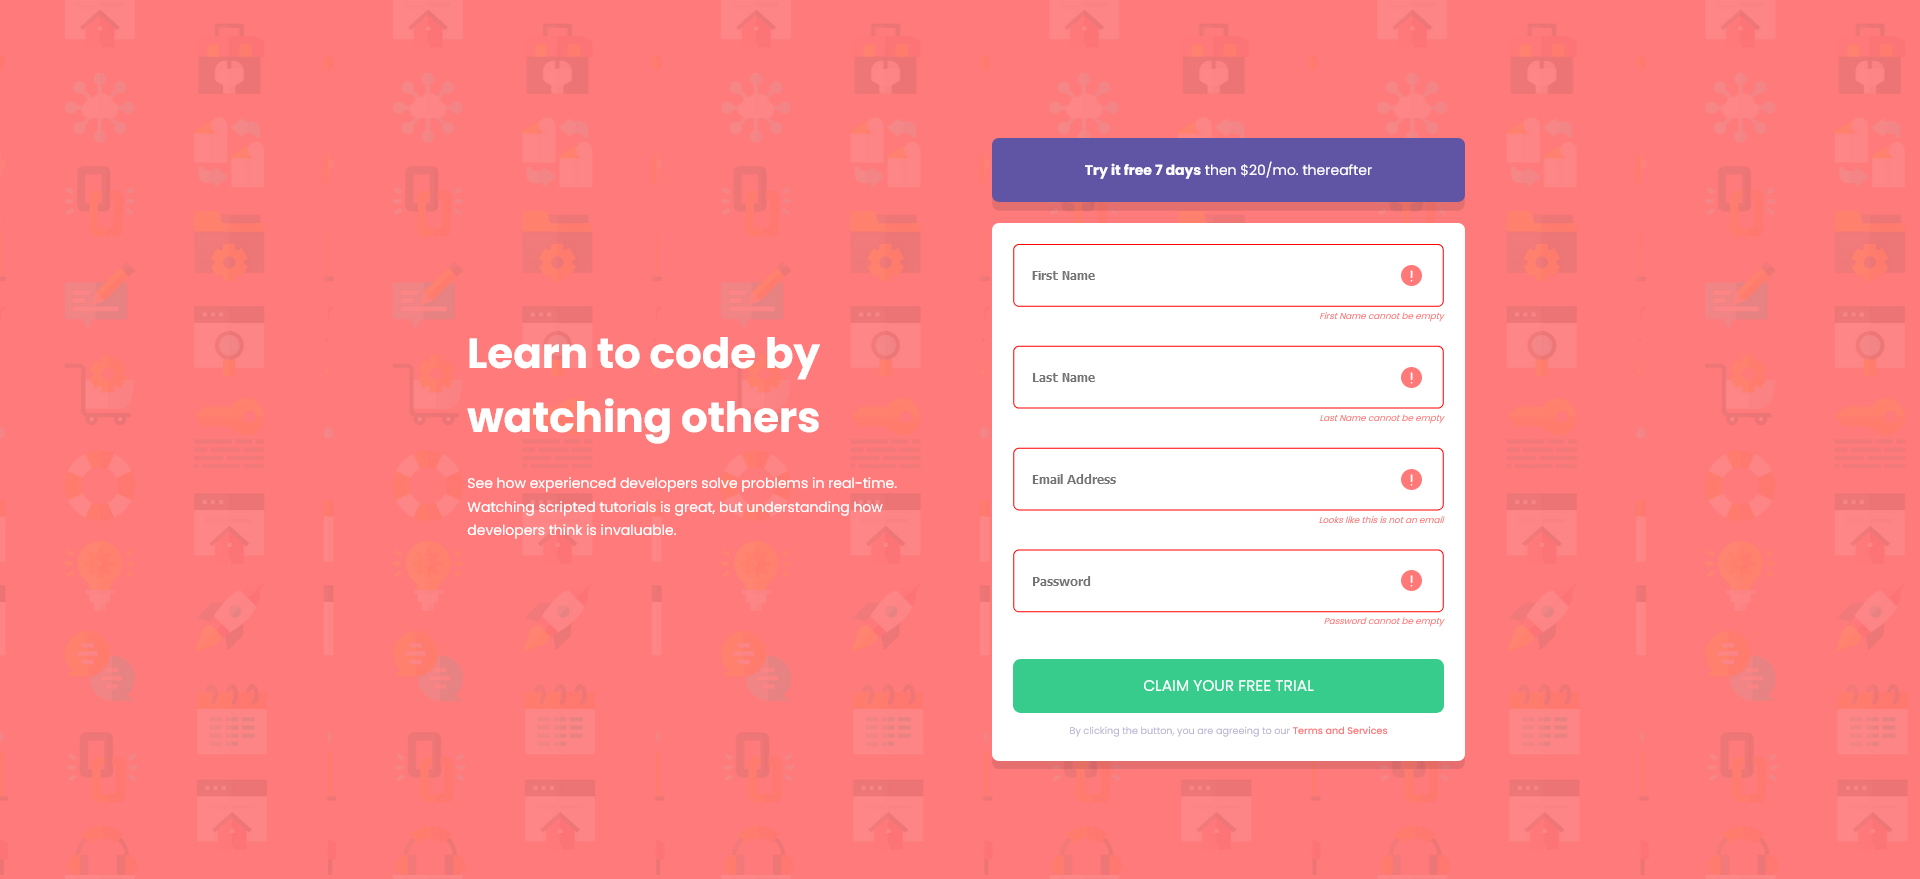 Learn to code by
watching others
See how experienced developers solve problems in real-time.
Watching scripted tutorials is great, but understanding how
developers think is invaluable.
Try it free 7 days then $20/mo. thereafter
First Name
First Name cannot be empty
Last Name
Last Name cannot be empty
Email Address
Looks like this is not an email
Password
Password cannot be empty
CLAIM YOUR FREE TRIAL
By clicking the button, you are agreeing to our Terms and Services